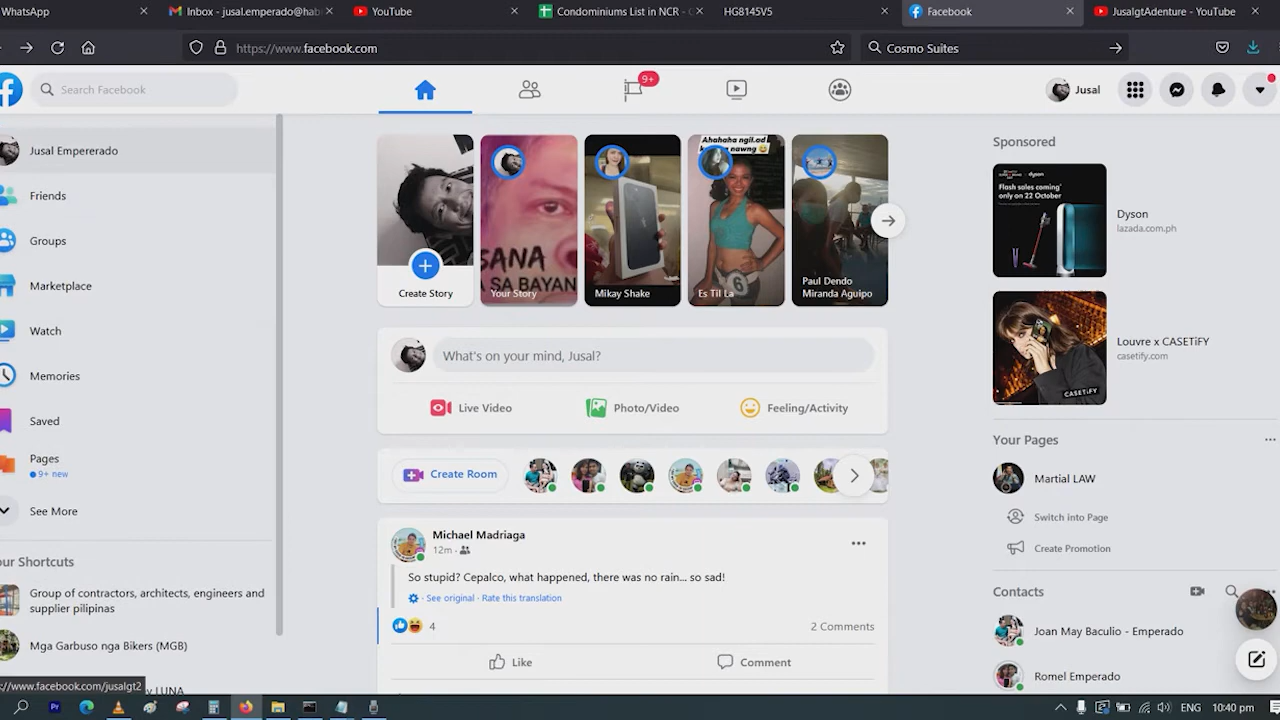 WhatsApp
Inbox - jusal.emperado@hab
YouTube
Condominiums List in NCR - G
HG8145V5
Facebook
JusalgtAdenture - YouTube
https://www.facebook.com
Cosmo Suites
Search Facebook
9+
Jusal
Jusal Empererado
Friends
Groups
Marketplace
Watch
Memories
Saved
Pages
9+ new
See More
our Shortcuts
Group of contractors, architects, engineers and
supplier pilipinas
Mga Garbuso nga Bikers (MGB)
y LUNA
://www.facebook.com/jusalgt2
Create Story
SANA
A SA BAYAN
Your Story
Mikay Shake
Ahahaha ngil.ad
nawng
Es Til La
Paul Dendo
Miranda Aguipo
What's on your mind, Jusal?
Live Video
Photo/Video
Feeling/Activity
Create Room
Michael Madriaga
12m ·
So stupid? Cepalco, what happened, there was no rain... so sad!
· See original · Rate this translation
4
2 Comments
Like
Comment
Sponsored
dyson
Flash sales coming*
only on 22 October
Dyson
lazada.com.ph
CASETiFY
Louvre x CASETiFY
casetify.com
Your Pages
Martial LAW
Switch into Page
Create Promotion
Contacts
Joan May Baculio - Emperado
Romel Emperado
ENG
10:40 pm